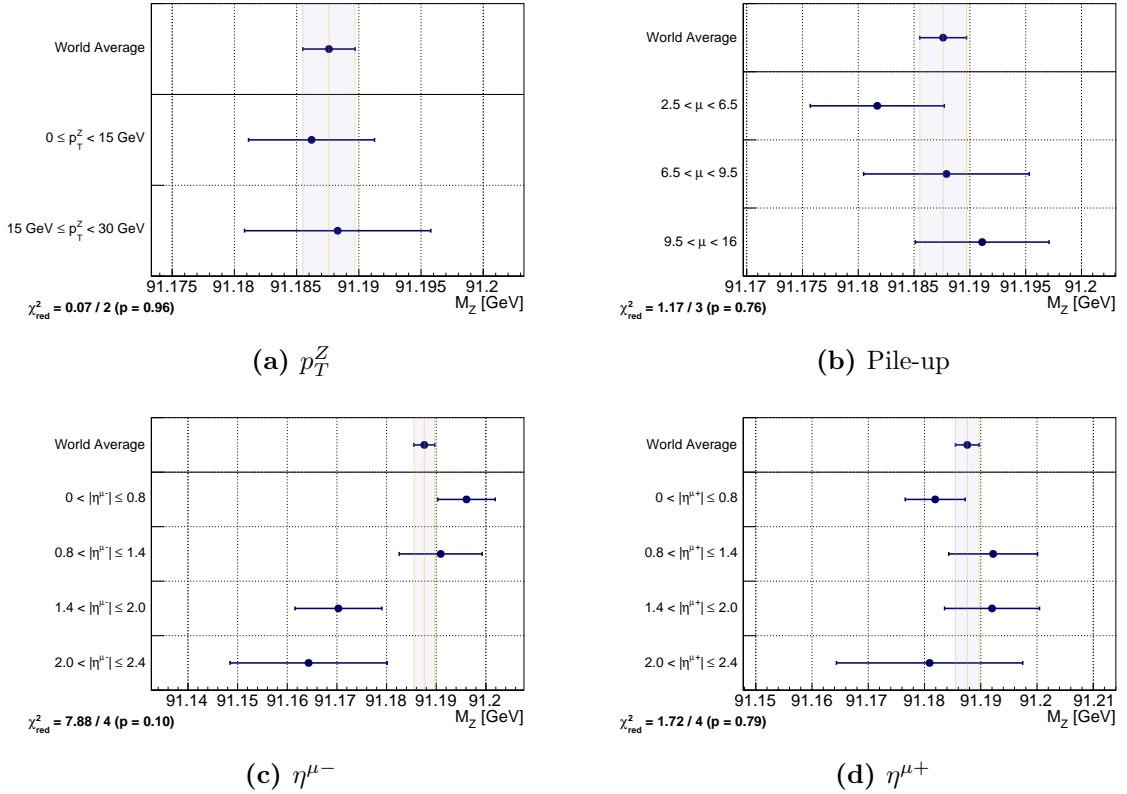 World Average
0 ≤ p_T^Z < 15 GeV
15 GeV ≤ p_T^Z < 30 GeV
91.175 91.18 91.185 91.19 91.195 91.2
M_Z [GeV]
χ²_red = 0.07 / 2 (p = 0.96)
(a) p_T^Z
World Average
2.5 < μ < 6.5
6.5 < μ < 9.5
9.5 < μ < 16
91.17 91.175 91.18 91.185 91.19 91.195 91.2
M_Z [GeV]
χ²_red = 1.17 / 3 (p = 0.76)
(b) Pile-up
World Average
0 < |η^μ-| ≤ 0.8
0.8 < |η^μ-| ≤ 1.4
1.4 < |η^μ-| ≤ 2.0
2.0 < |η^μ-| ≤ 2.4
91.14 91.15 91.16 91.17 91.18 91.19 91.2
M_Z [GeV]
χ²_red = 7.88 / 4 (p = 0.10)
(c) η^μ−
World Average
0 < |η^μ+| ≤ 0.8
0.8 < |η^μ+| ≤ 1.4
1.4 < |η^μ+| ≤ 2.0
2.0 < |η^μ+| ≤ 2.4
91.15 91.16 91.17 91.18 91.19 91.2 91.21
M_Z [GeV]
χ²_red = 1.72 / 4 (p = 0.79)
(d) η^μ+